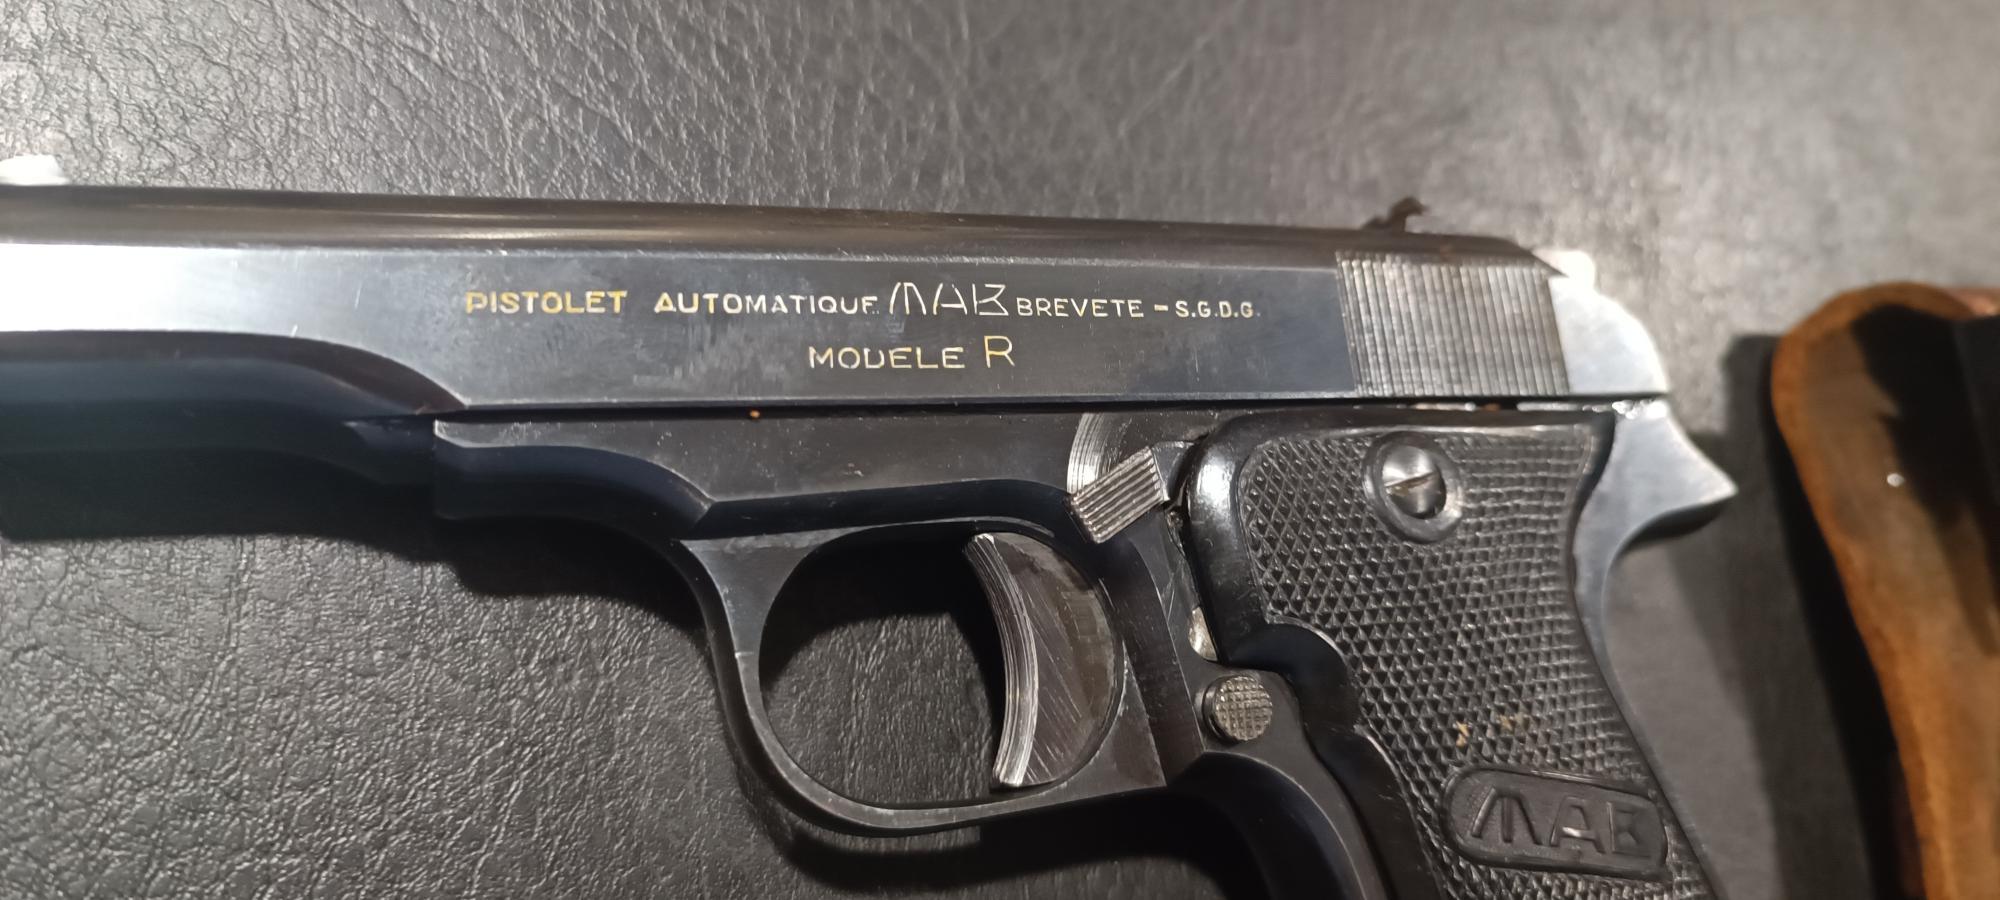 PISTOLET AUTOMATIQUE MAB BREVETE - S.G.D.G.
MODELE R
MAB